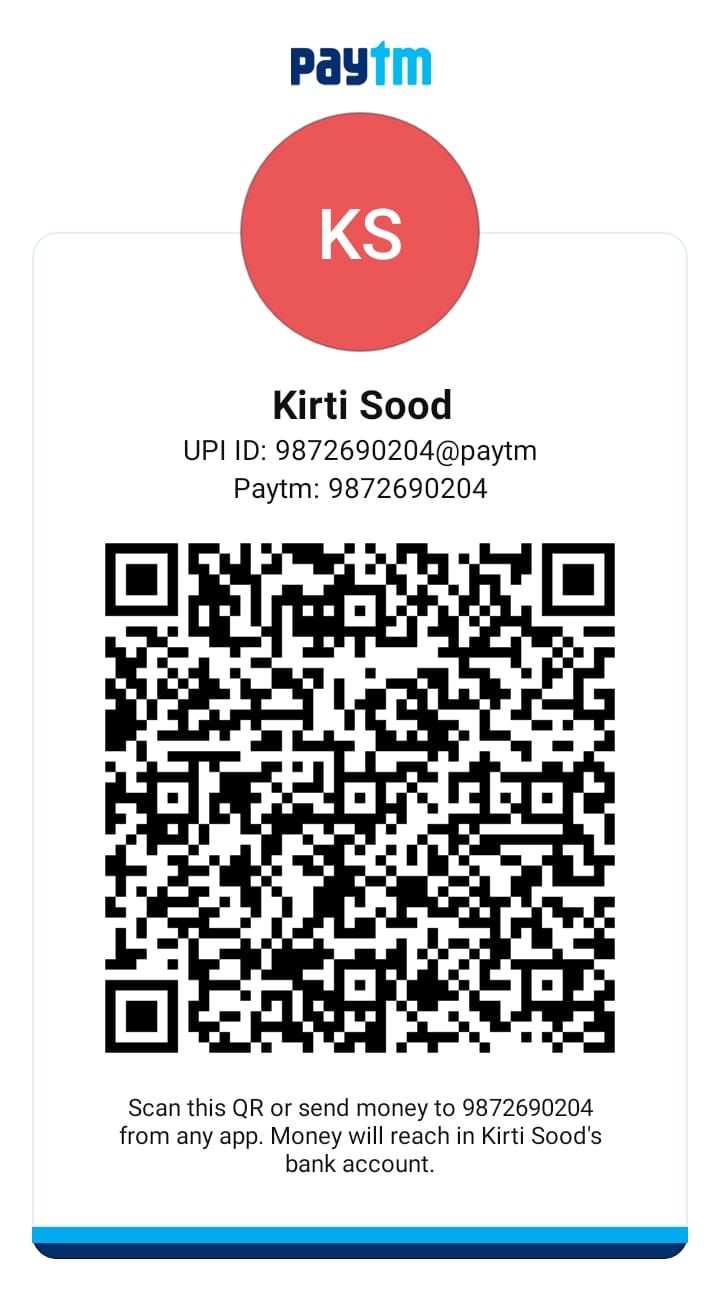 paytm
KS
Kirti Sood
UPI ID: 9872690204@paytm
Paytm: 9872690204
Scan this QR or send money to 9872690204
from any app. Money will reach in Kirti Sood's
bank account.